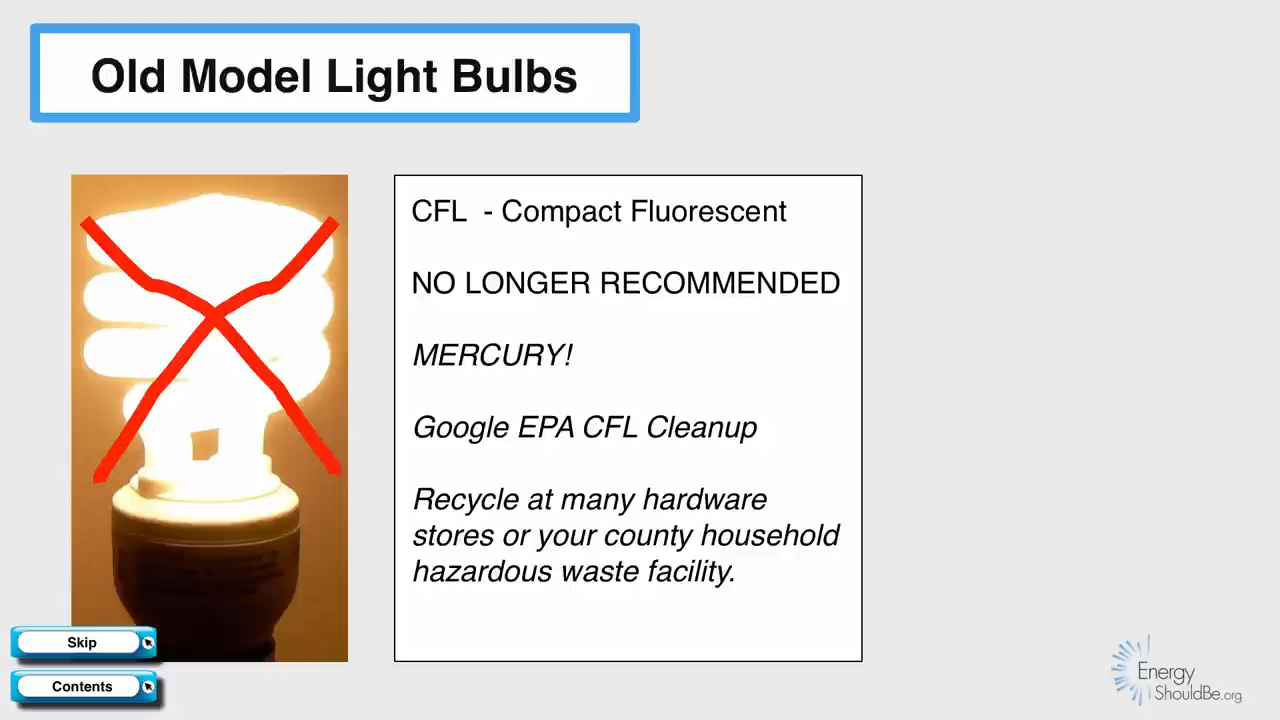 Old Model Light Bulbs
CFL - Compact Fluorescent
NO LONGER RECOMMENDED
MERCURY!
Google EPA CFL Cleanup
Recycle at many hardware
stores or your county household
hazardous waste facility.
Skip
Contents
Energy
ShouldBe.org